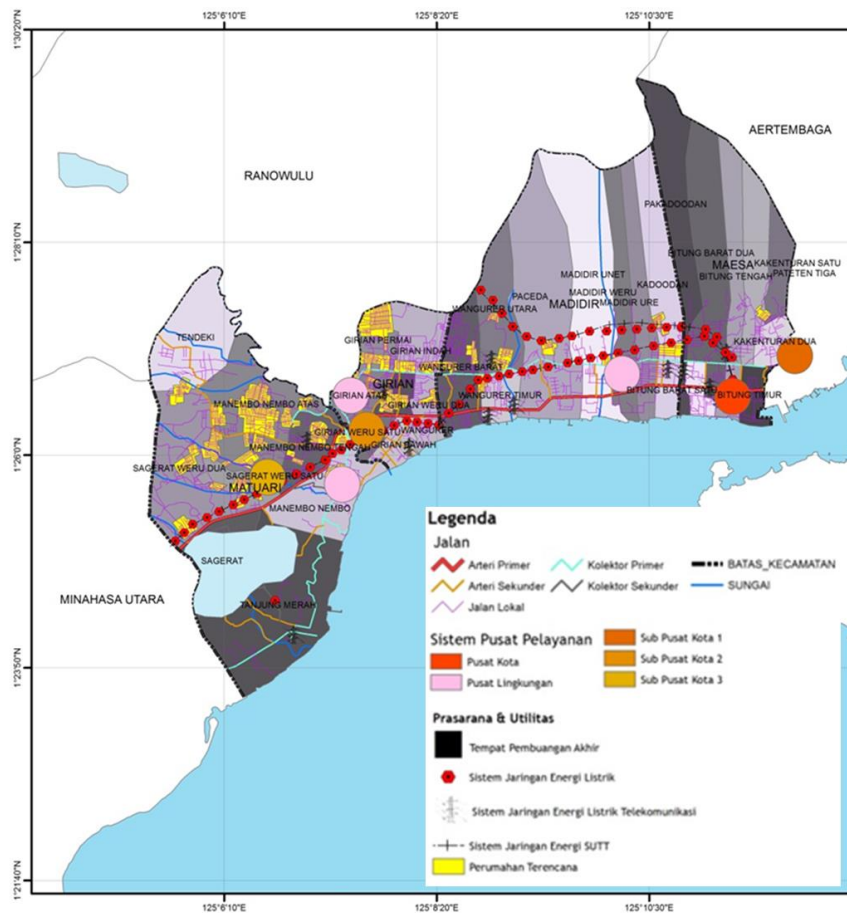 125°6'10"E 125°8'20"E 125°10'30"E
1°30'20"N
AERTEMBAGA
RANOWULU
PAKADOODAN
1°28'10"N
BITUNG BARAT DUA
MAESA KAKENTURAN SATU
BITUNG TENGAH PATETEN TIGA
MADIDIR UNET
KADOODAN
MADIDIR WERU
PACEDA
MADIDIR MADIDIR URE
WANGURER UTARA
TENDEKI
GIRIAN PERMAI
KAKENTURAN DUA
GIRIAN INDAH
WANGURER BARAT
GIRIAN
BITUNG BARAT SATU
GIRIAN ATAS
WANGURER TIMUR
BITUNG TIMUR
MANEMBO NEMBO ATAS
GIRIAN WERU DUA
GIRIAN WERU SATU
WANGURER
GIRIAN BAWAH
MANEMBO NEMBO TENGAH
1°26'0"N
SAGERAT WERU DUA
SAGERAT WERU SATU
MATUARI
MANEMBO NEMBO
SAGERAT
MINAHASA UTARA
TANJUNG MERAH
1°23'50"N
1°21'40"N
Legenda
Jalan
Arteri Primer Kolektor Primer BATAS_KECAMATAN
Arteri Sekunder Kolektor Sekunder SUNGAI
Jalan Lokal
Sistem Pusat Pelayanan
Sub Pusat Kota 1
Pusat Kota
Sub Pusat Kota 2
Pusat Lingkungan
Sub Pusat Kota 3
Prasarana & Utilitas
Tempat Pembuangan Akhir
Sistem Jaringan Energi Listrik
Sistem Jaringan Energi Listrik Telekomunikasi
Sistem Jaringan Energi SUTT
Perumahan Terencana
125°6'10"E 125°8'20"E 125°10'30"E